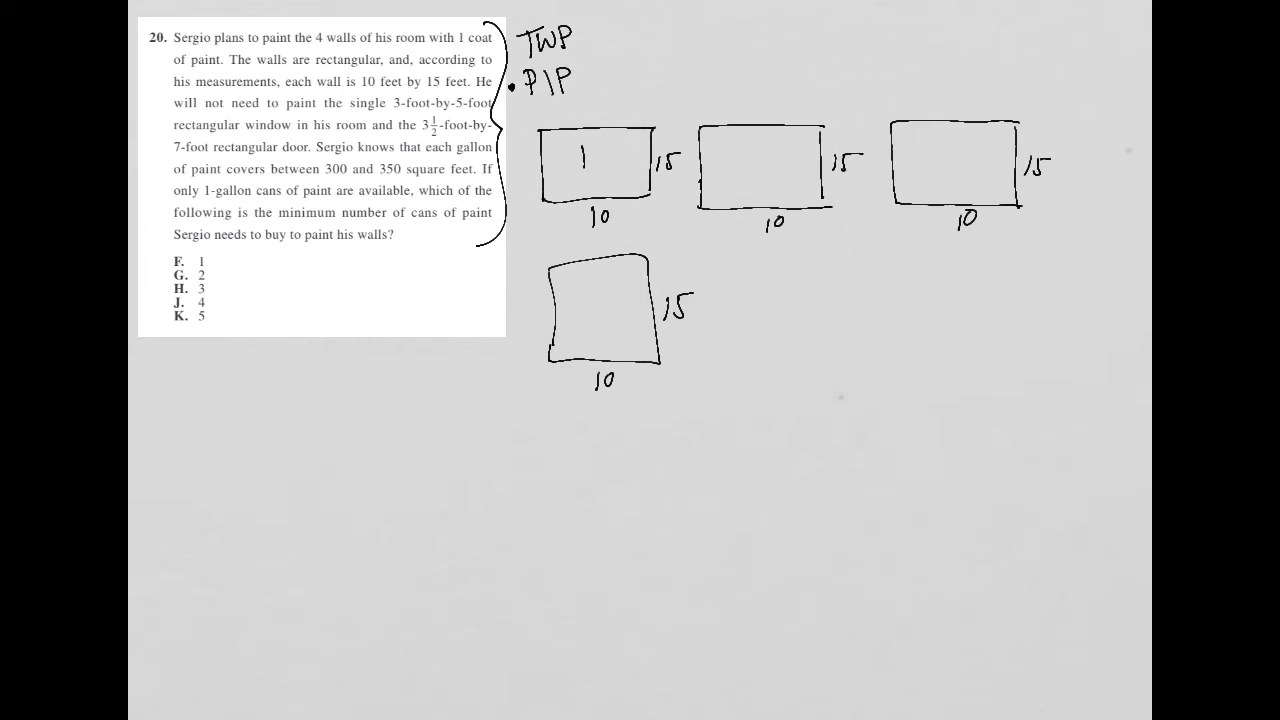 20. Sergio plans to paint the 4 walls of his room with 1 coat
of paint. The walls are rectangular, and, according to
his measurements, each wall is 10 feet by 15 feet. He
will not need to paint the single 3-foot-by-5-foot
rectangular window in his room and the 3 1/2-foot-by-
7-foot rectangular door. Sergio knows that each gallon
of paint covers between 300 and 350 square feet. If
only 1-gallon cans of paint are available, which of the
following is the minimum number of cans of paint
Sergio needs to buy to paint his walls?
F. 1
G. 2
H. 3
J. 4
K. 5
TWP
• P\P
1
15
10
15
10
15
10
15
10